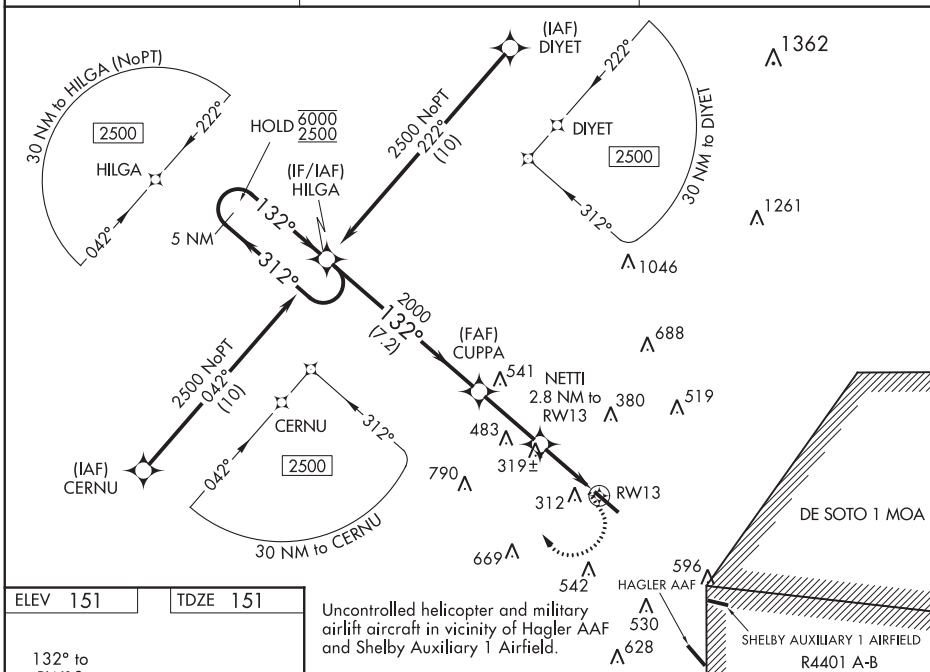 (IAF)
DIYET
1362
30 NM to HILGA (NoPT)
2500
HILGA
222°
042°
HOLD 6000
2500
(IF/IAF)
HILGA
5 NM
132°
312°
2500 NoPT
222°
(10)
222°
DIYET
2500
312°
30 NM to DIYET
1261
1046
2000
132°
(7.2)
(FAF)
CUPPA
541
688
NETTI
2.8 NM to
RW13
380
519
2500 NoPT
042°
(10)
(IAF)
CERNU
CERNU
2500
042°
312°
30 NM to CERNU
483
319±
790
312
RW13
669
542
DE SOTO 1 MOA
596
HAGLER AAF
530
628
SHELBY AUXILIARY 1 AIRFIELD
R4401 A-B
ELEV 151
TDZE 151
Uncontrolled helicopter and military
airlift aircraft in vicinity of Hagler AAF
and Shelby Auxiliary 1 Airfield.
132° to